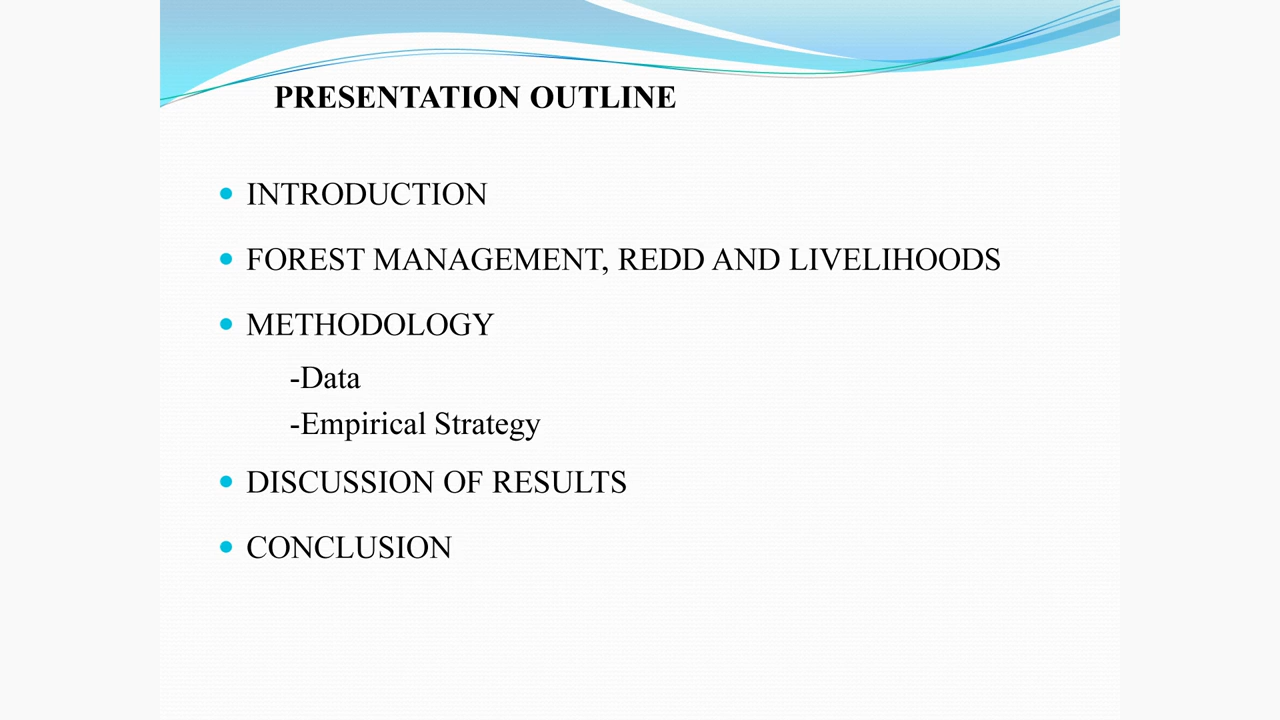 PRESENTATION OUTLINE
• INTRODUCTION
• FOREST MANAGEMENT, REDD AND LIVELIHOODS
• METHODOLOGY
-Data
-Empirical Strategy
• DISCUSSION OF RESULTS
• CONCLUSION